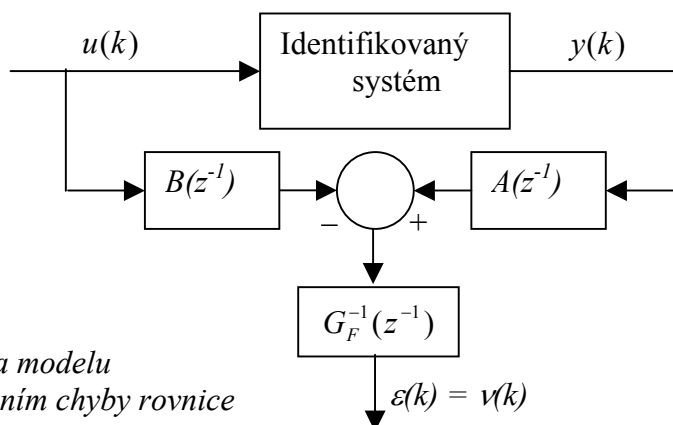 u(k)
Identifikovaný
systém
y(k)
B(z⁻¹)
A(z⁻¹)
− +
G_F⁻¹(z⁻¹)
a modelu
ním chyby rovnice
ε(k) = ν(k)